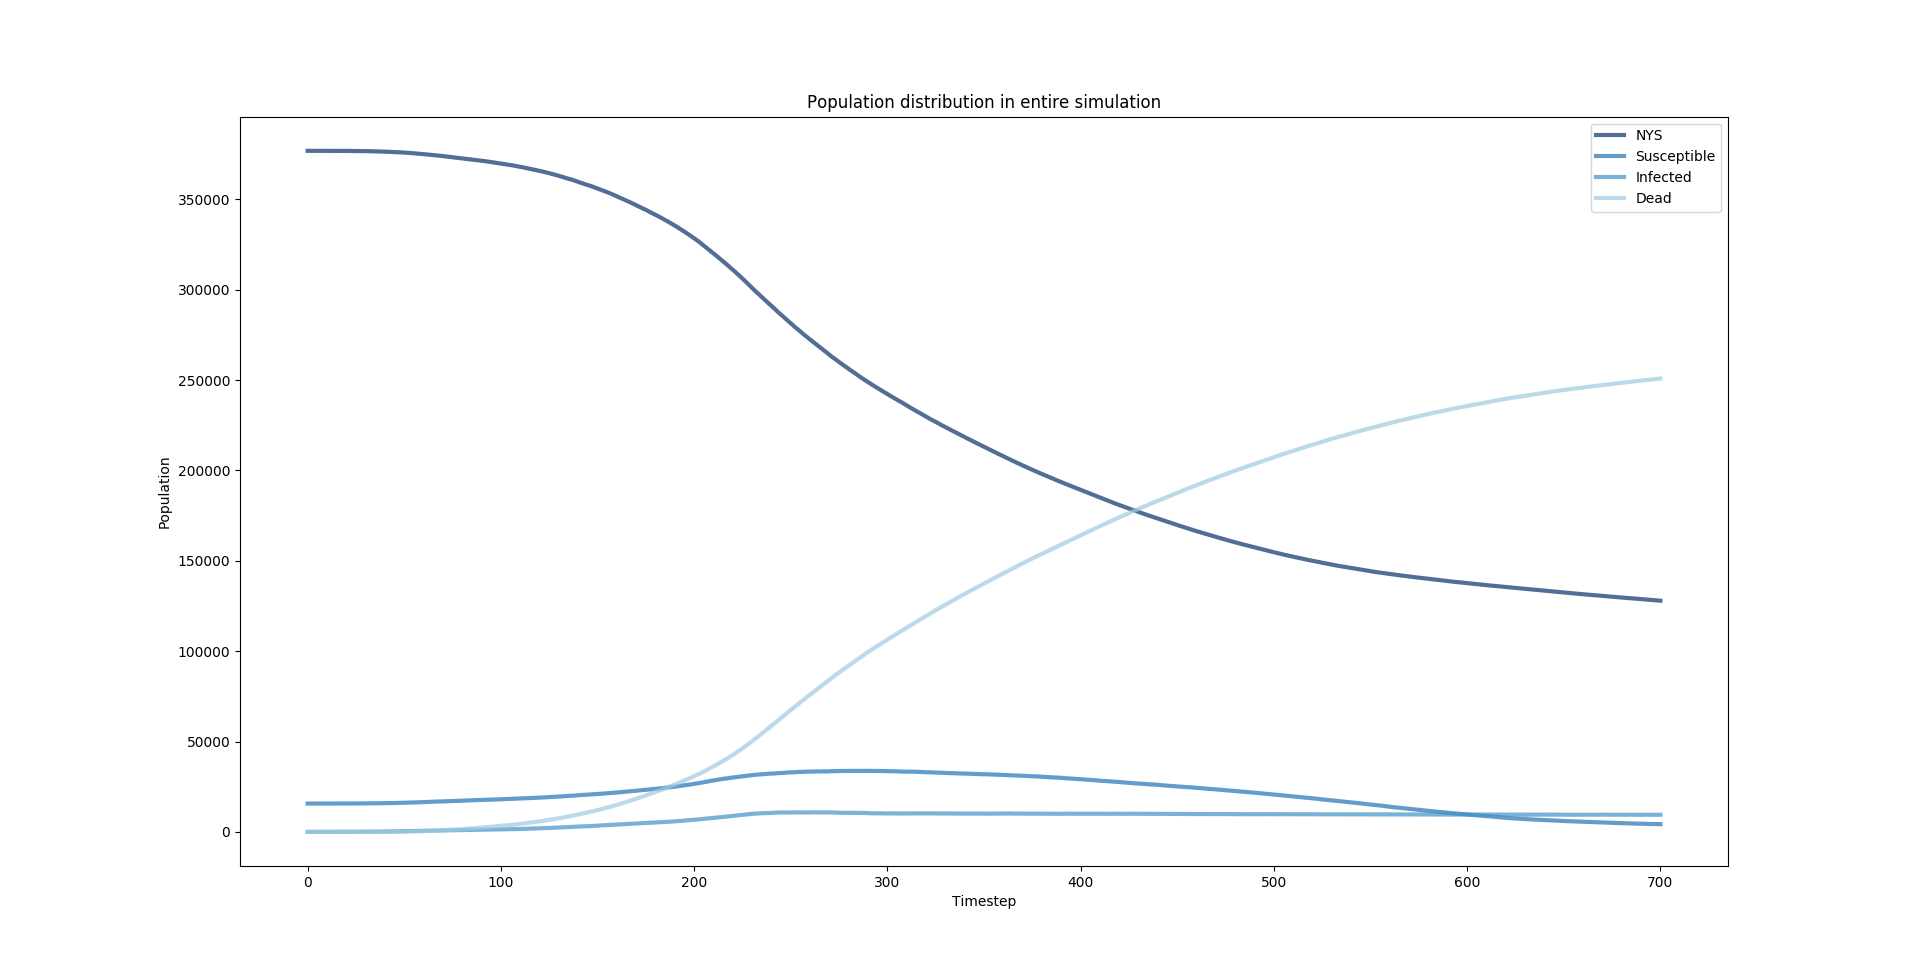 Population distribution in entire simulation
NYS
Susceptible
Infected
Dead
350000
300000
250000
200000
150000
100000
50000
0
Population
0 100 200 300 400 500 600 700
Timestep